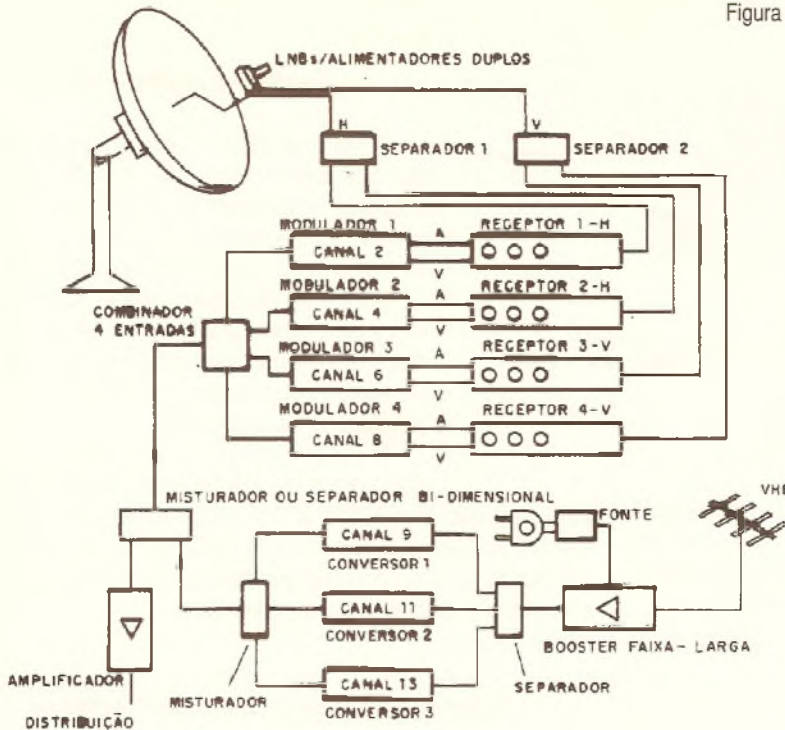 Figura
LNBs/ALIMENTADORES DUPLOS
H
V
SEPARADOR 1
SEPARADOR 2
MODULADOR 1
A
RECEPTOR 1-H
CANAL 2
V
MOBULADOR 2
A
RECEPTOR 2-H
COMBINADOR
4 ENTRADAS
CANAL 4
V
MODULADOR 3
A
RECEPTOR 3-V
CANAL 6
V
MODULADOR 4
A
RECEPTOR 4-V
CANAL 8
V
MISTURADOR OU SEPARADOR BI-DIMENSIONAL
VHF
FONTE
CANAL 9
CONVERSOR 1
CANAL 11
CONVERSOR 2
BOOSTER FAIXA-LARGA
AMPLIFICADOR
MISTURADOR
CANAL 13
SEPARADOR
CONVERSOR 3
DISTRIBUIÇÃO